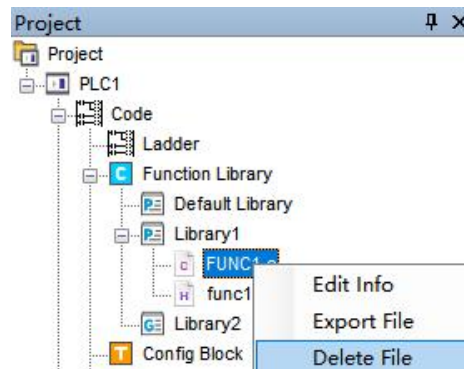 Project
Project
PLC1
Code
Ladder
Function Library
Default Library
Library1
FUNC1.c
func1
Edit Info
Export File
Library2
Config Block
Delete File